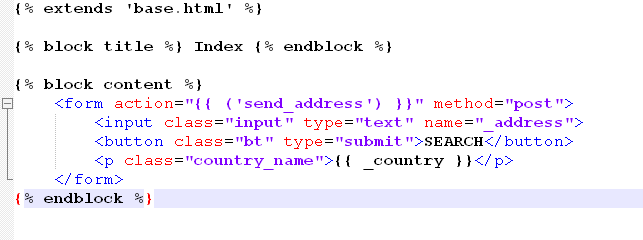 {% extends 'base.html' %}
{% block title %} Index {% endblock %}
{% block content %}
<form action="{{ ('send_address') }}" method="post">
<input class="input" type="text" name="_address">
<button class="bt" type="submit">SEARCH</button>
<p class="country_name">{{ _country }}</p>
</form>
{% endblock %}